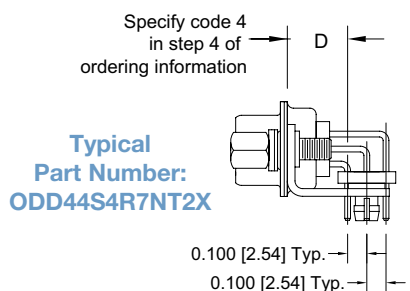 Specify code 4
in step 4 of
ordering information
D
Typical
Part Number:
ODD44S4R7NT2X
0.100 [2.54] Typ.
0.100 [2.54] Typ.